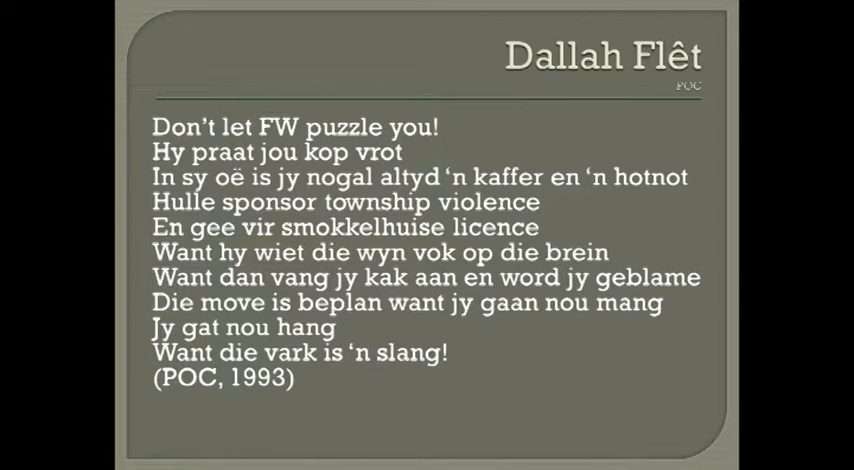 Dallah Flêt
POC
Don't let FW puzzle you!
Hy praat jou kop vrot
In sy oë is jy nogal altyd 'n kaffer en 'n hotnot
Hulle sponsor township violence
En gee vir smokkelhuise licence
Want hy wiet die wyn vok op die brein
Want dan vang jy kak aan en word jy geblame
Die move is beplan want jy gaan nou mang
Jy gat nou hang
Want die vark is 'n slang!
(POC, 1993)